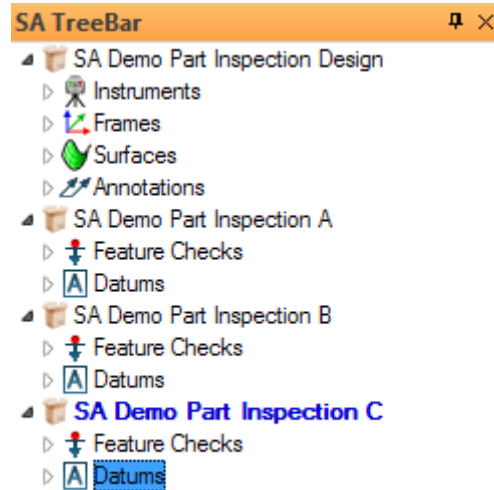 SA TreeBar
SA Demo Part Inspection Design
Instruments
Frames
Surfaces
Annotations
SA Demo Part Inspection A
Feature Checks
A Datums
SA Demo Part Inspection B
Feature Checks
A Datums
SA Demo Part Inspection C
Feature Checks
A Datums